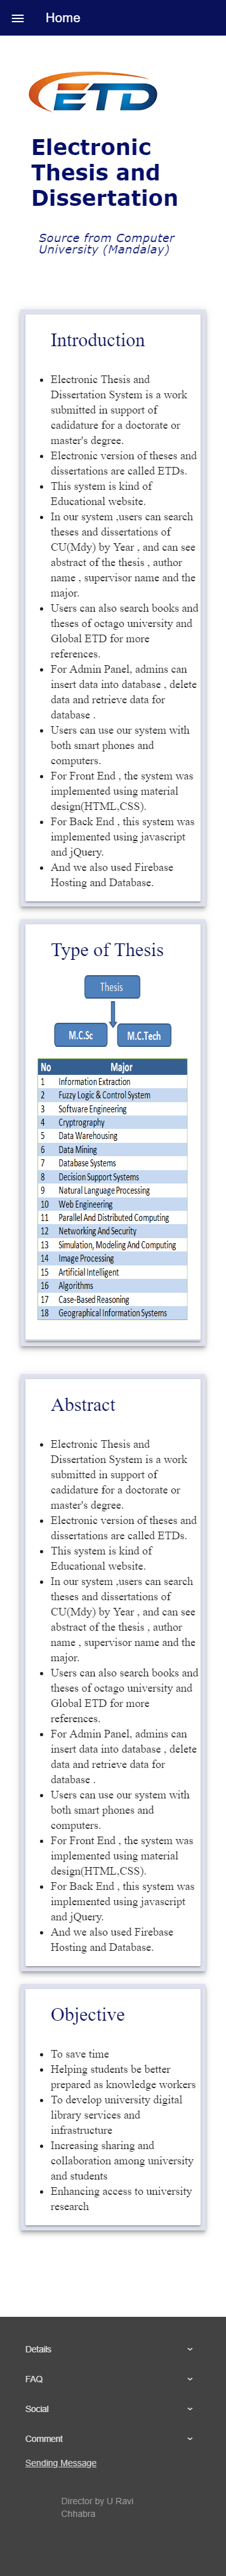 Home
ETD
Electronic
Thesis and
Dissertation
Source from Computer
University (Mandalay)
Introduction
• Electronic Thesis and
Dissertation System is a work
submitted in support of
cadidature for a doctorate or
master's degree.
• Electronic version of theses and
dissertations are called ETDs.
• This system is kind of
Educational website.
• In our system ,users can search
theses and dissertations of
CU(Mdy) by Year , and can see
abstract of the thesis , author
name , supervisor name and the
major.
• Users can also search books and
theses of octago university and
Global ETD for more
references.
• For Admin Panel, admins can
insert data into database , delete
data and retrieve data for
database .
• Users can use our system with
both smart phones and
computers.
• For Front End , the system was
implemented using material
design(HTML,CSS).
• For Back End , this system was
implemented using javascript
and jQuery.
• And we also used Firebase
Hosting and Database.
Type of Thesis
Thesis
M.C.Sc M.C.Tech
No Major
1 Information Extraction
2 Fuzzy Logic & Control System
3 Software Engineering
4 Cryptrography
5 Data Warehousing
6 Data Mining
7 Database Systems
8 Decision Support Systems
9 Natural Language Processing
10 Web Engineering
11 Parallel And Distributed Computing
12 Networking And Security
13 Simulation, Modeling And Computing
14 Image Processing
15 Artificial Intelligent
16 Algorithms
17 Case-Based Reasoning
18 Geographical Information Systems
Abstract
• Electronic Thesis and
Dissertation System is a work
submitted in support of
cadidature for a doctorate or
master's degree.
• Electronic version of theses and
dissertations are called ETDs.
• This system is kind of
Educational website.
• In our system ,users can search
theses and dissertations of
CU(Mdy) by Year , and can see
abstract of the thesis , author
name , supervisor name and the
major.
• Users can also search books and
theses of octago university and
Global ETD for more
references.
• For Admin Panel, admins can
insert data into database , delete
data and retrieve data for
database .
• Users can use our system with
both smart phones and
computers.
• For Front End , the system was
implemented using material
design(HTML,CSS).
• For Back End , this system was
implemented using javascript
and jQuery.
• And we also used Firebase
Hosting and Database.
Objective
• To save time
• Helping students be better
prepared as knowledge workers
• To develop university digital
library services and
infrastructure
• Increasing sharing and
collaboration among university
and students
• Enhancing access to university
research
Details
FAQ
Social
Comment
Sending Message
Director by U Ravi
Chhabra